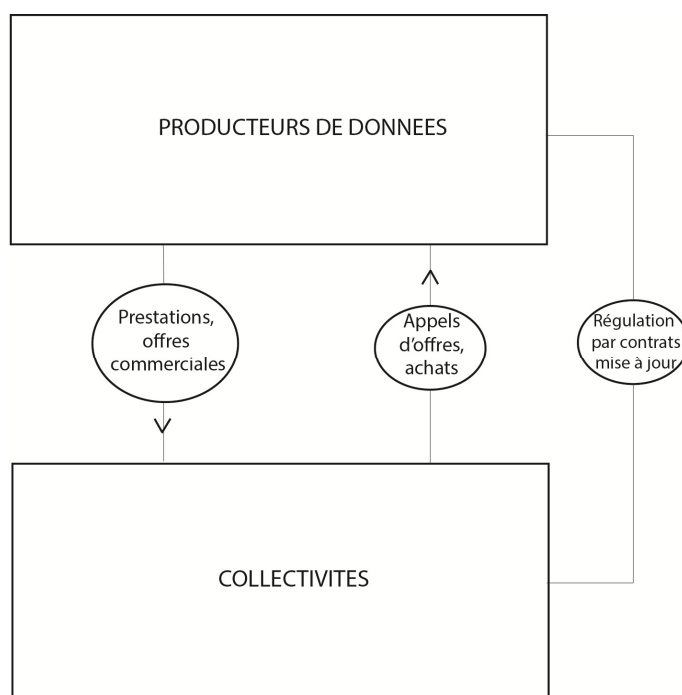 PRODUCTEURS DE DONNEES
Prestations,
offres
commerciales
Appels
d'offres,
achats
Régulation
par contrats
mise à jour
COLLECTIVITES